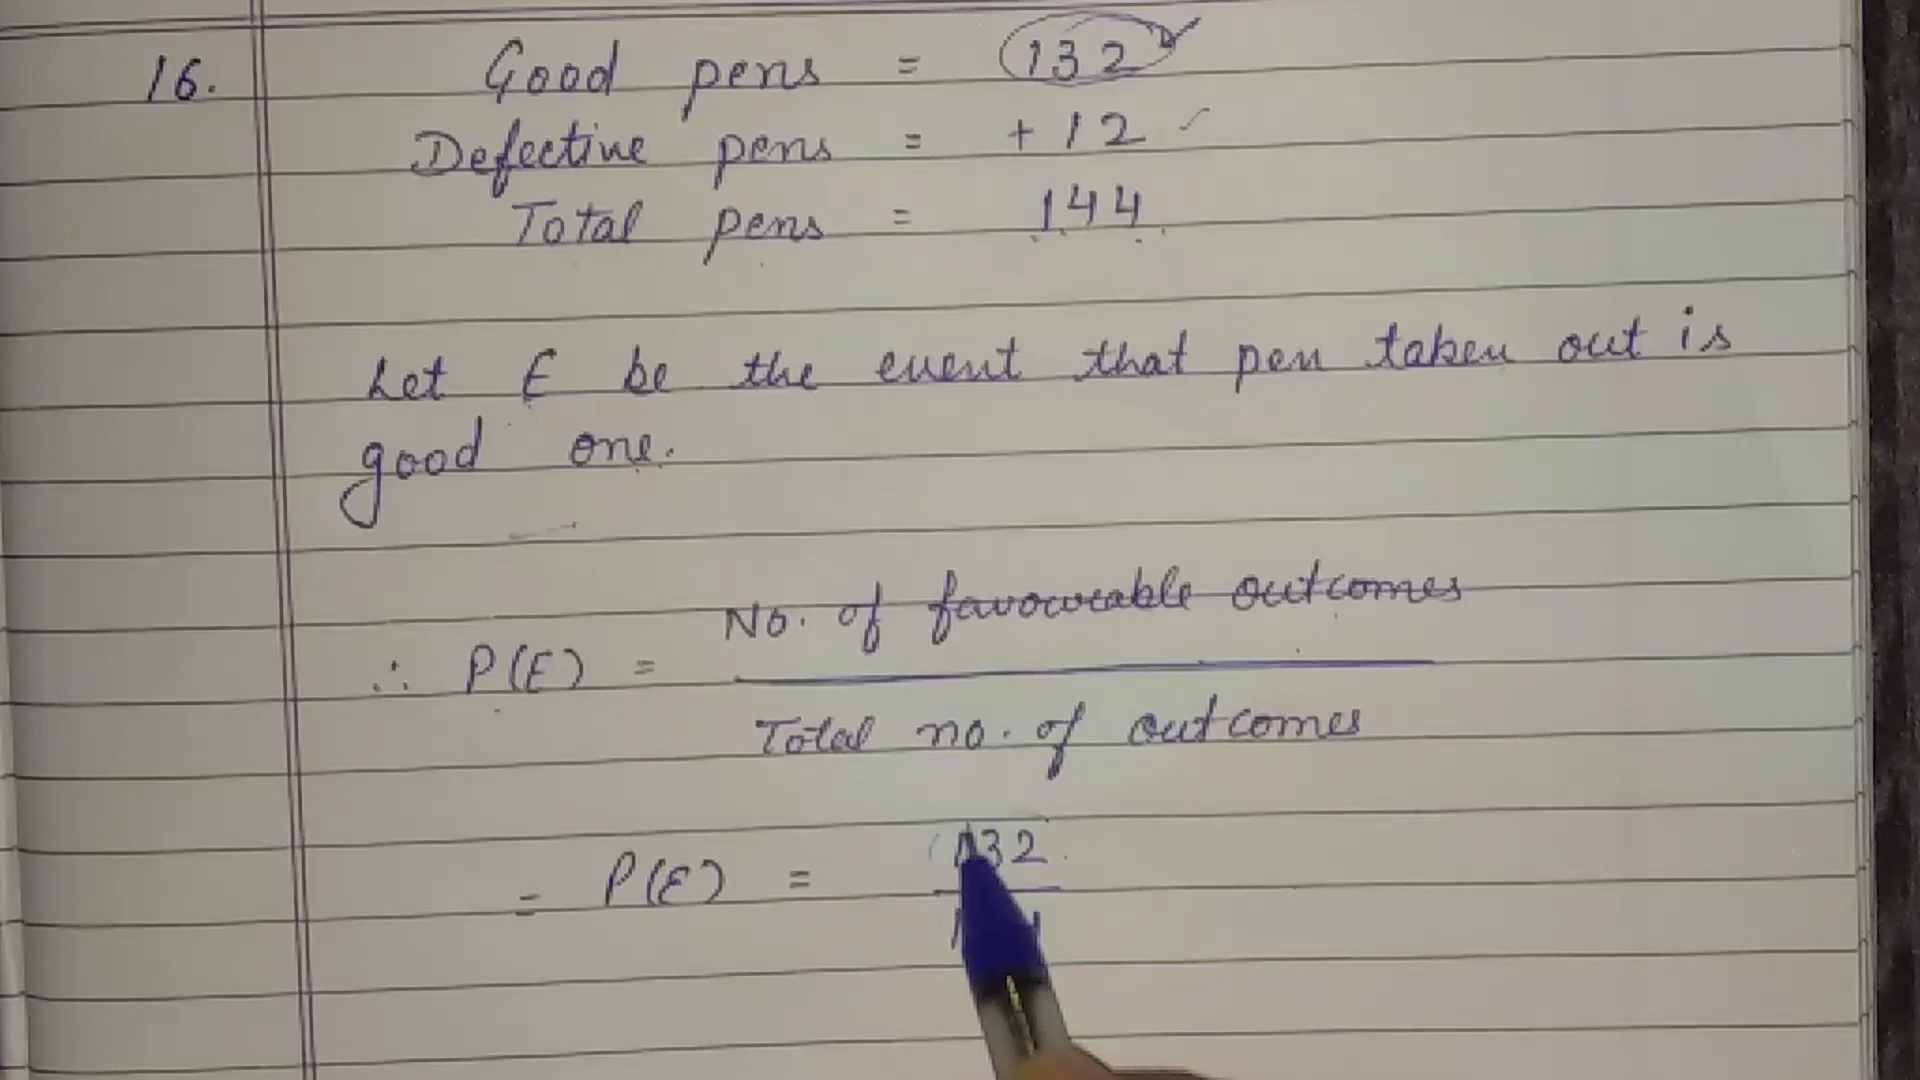 16. Good pens = 132
Defective pens = + 12
Total pens = 144
Let E be the event that pen taken out is
good one.
No. of favourable outcomes
∴ P(E) =
Total no. of outcomes
= P(E) = 132